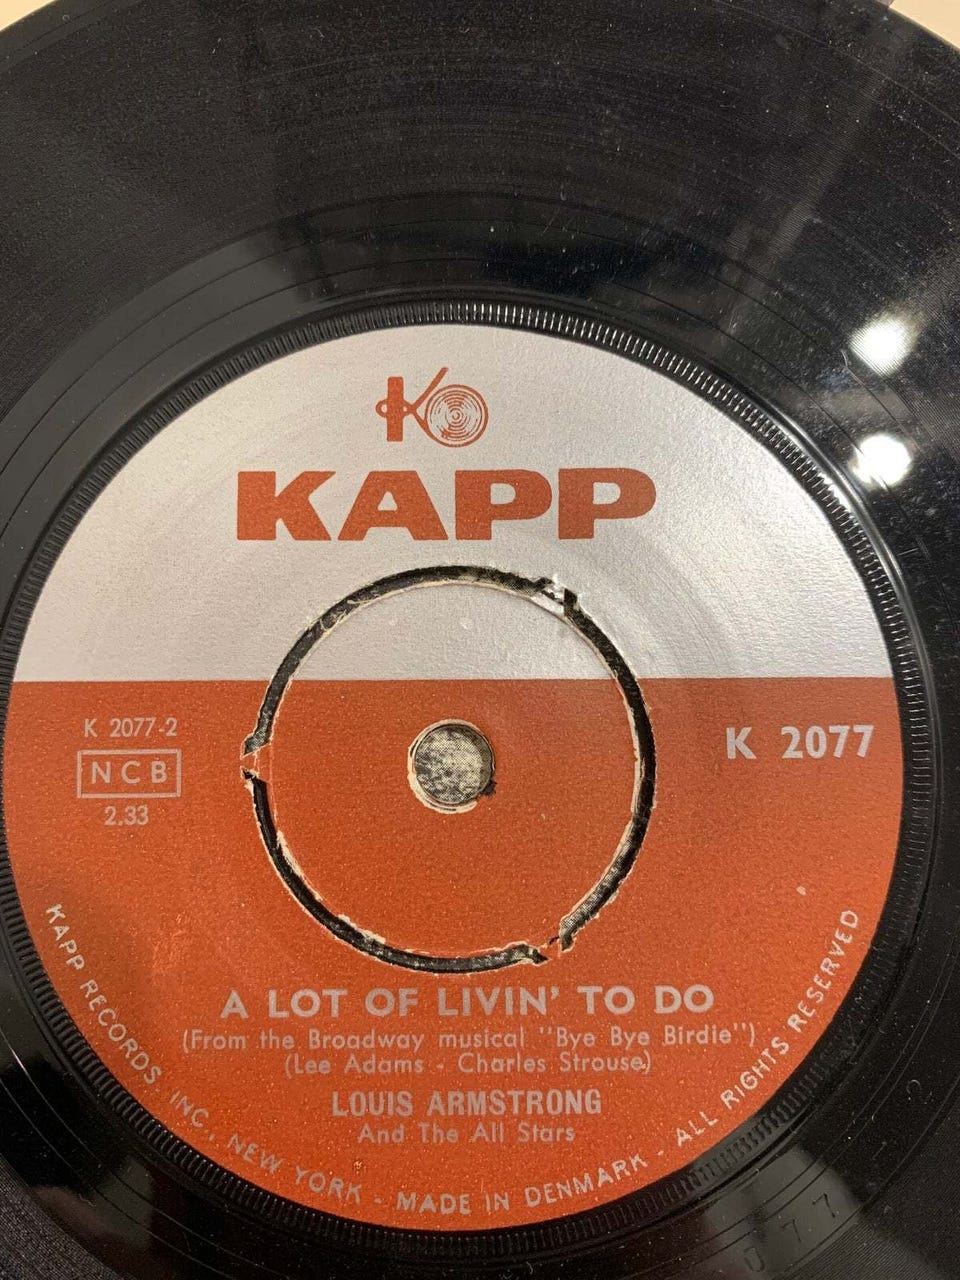 KAPP
K 2077-2
NCB
2.33
K 2077
A LOT OF LIVIN' TO DO
(From the Broadway musical "Bye Bye Birdie")
(Lee Adams - Charles Strouse)
LOUIS ARMSTRONG
And The All Stars
KAPP RECORDS INC., NEW YORK - MADE IN DENMARK - ALL RIGHTS RESERVED